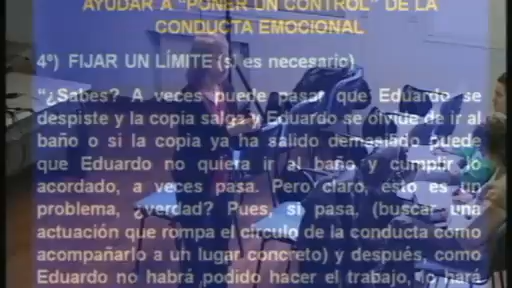 AYUDAR A "PONER UN CONTROL" DE LA
CONDUCTA EMOCIONAL
4º) FIJAR UN LÍMITE (si es necesario)
"¿Sabes? A veces puede pasar que Eduardo se
despiste y la copia salga y Eduardo se olvide de ir al
baño o si la copia ya ha salido demasiado puede
que Eduardo no quiera ir al baño y cumplir lo
acordado, a veces pasa. Pero claro, esto es un
problema, ¿verdad? Pues, si pasa, (buscar una
actuación que rompa el círculo de la conducta como
acompañarlo a un lugar concreto) y después, como
Eduardo no habrá podido hacer el trabajo, lo hará